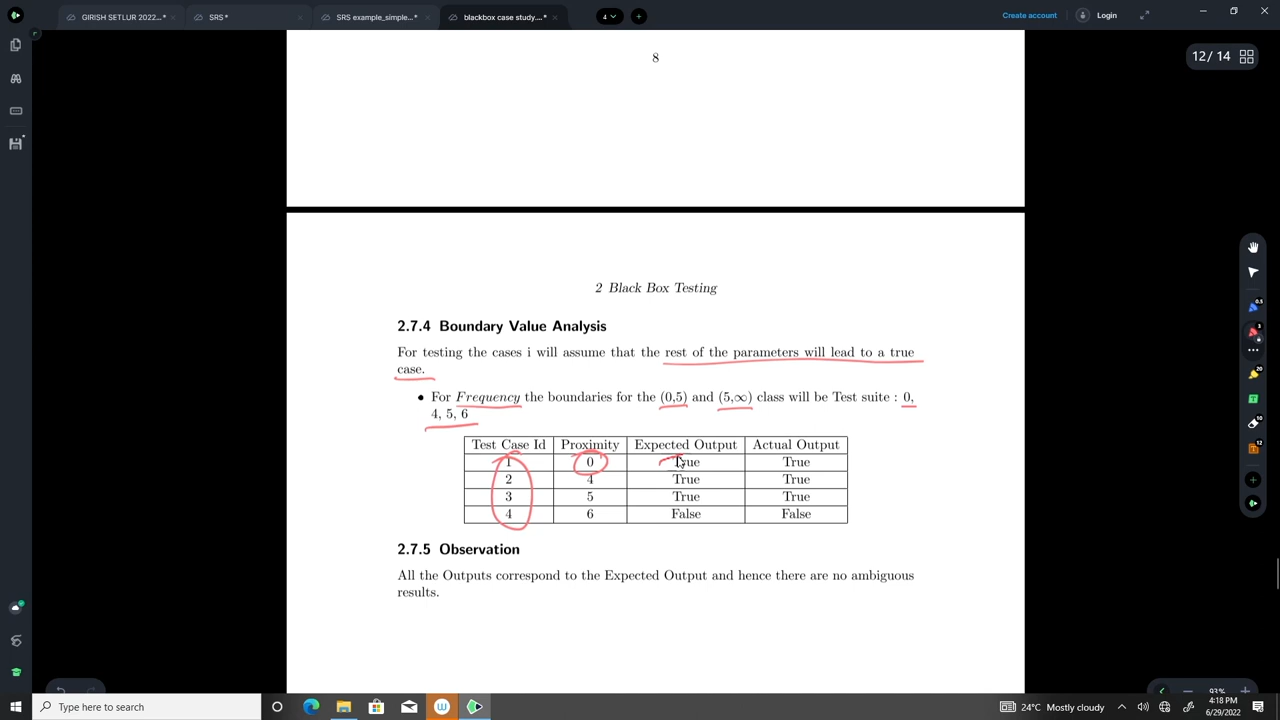 GIRISH SETLUR 2022...*
SRS*
SRS example_simple...*
blackbox case study....*
4
Create account
Login
12/ 14
8
2 Black Box Testing
2.7.4 Boundary Value Analysis
For testing the cases i will assume that the rest of the parameters will lead to a true
case.
• For Frequency the boundaries for the (0,5) and (5,∞) class will be Test suite : 0,
4, 5, 6
Test Case Id Proximity Expected Output Actual Output
1 0 True True
2 4 True True
3 5 True True
4 6 False False
2.7.5 Observation
All the Outputs correspond to the Expected Output and hence there are no ambiguous
results.
93%
Type here to search
24°C Mostly cloudy
4:18 PM
6/29/2022